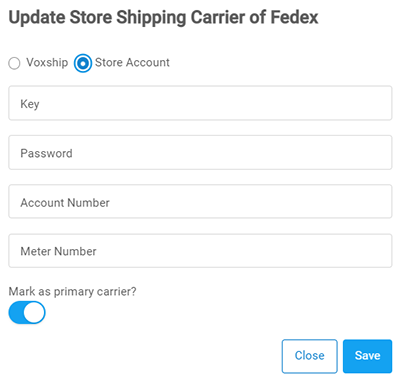 Update Store Shipping Carrier of Fedex
Voxship Store Account
Key
Password
Account Number
Meter Number
Mark as primary carrier?
Close Save